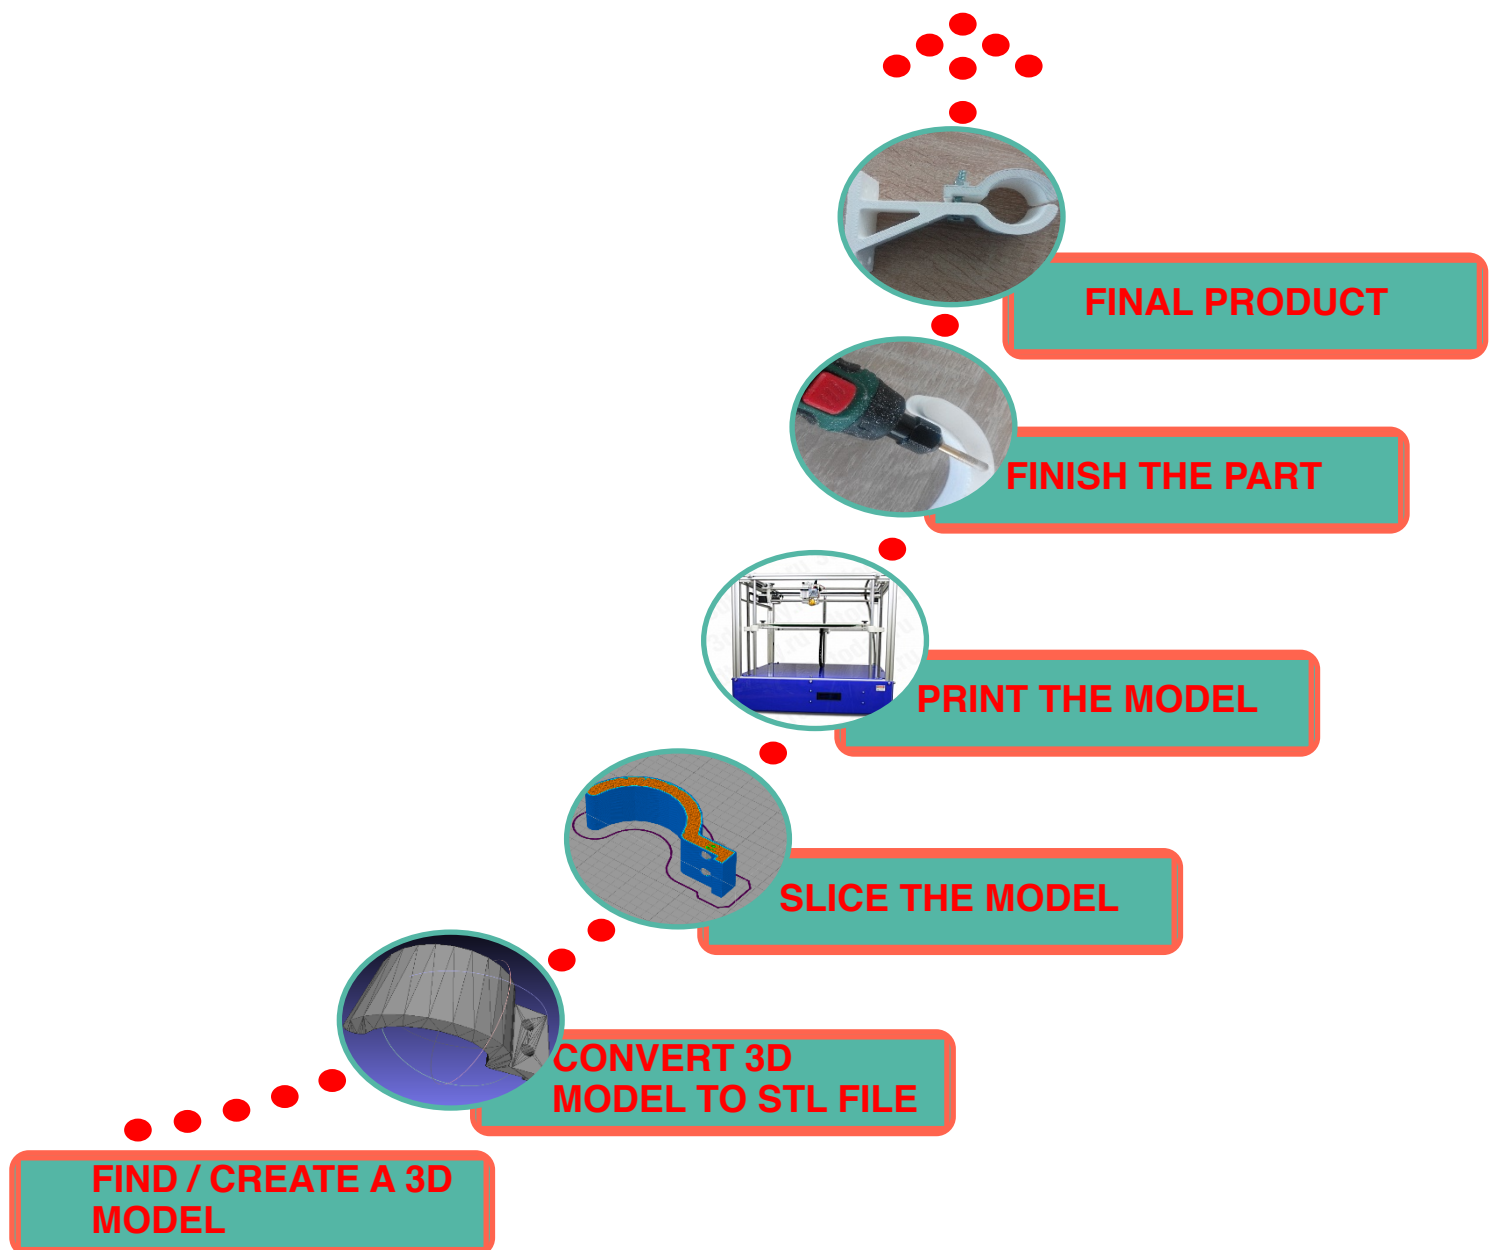 FINAL PRODUCT
FINISH THE PART
PRINT THE MODEL
SLICE THE MODEL
CONVERT 3D
MODEL TO STL FILE
FIND / CREATE A 3D
MODEL